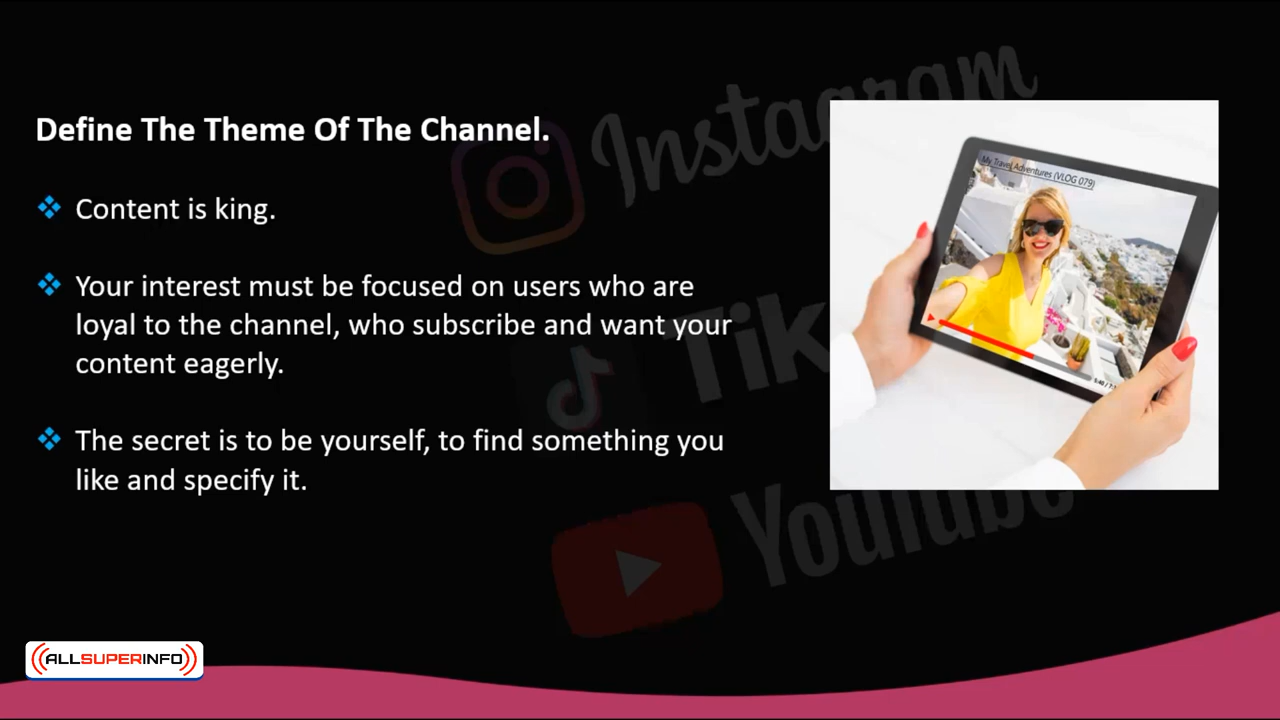 Define The Theme Of The Channel.
Content is king.
Your interest must be focused on users who are
loyal to the channel, who subscribe and want your
content eagerly.
The secret is to be yourself, to find something you
like and specify it.
Instagram
My Travel Adventures (VLOG 079)
TikT
YouTube
ALLSUPERINFO